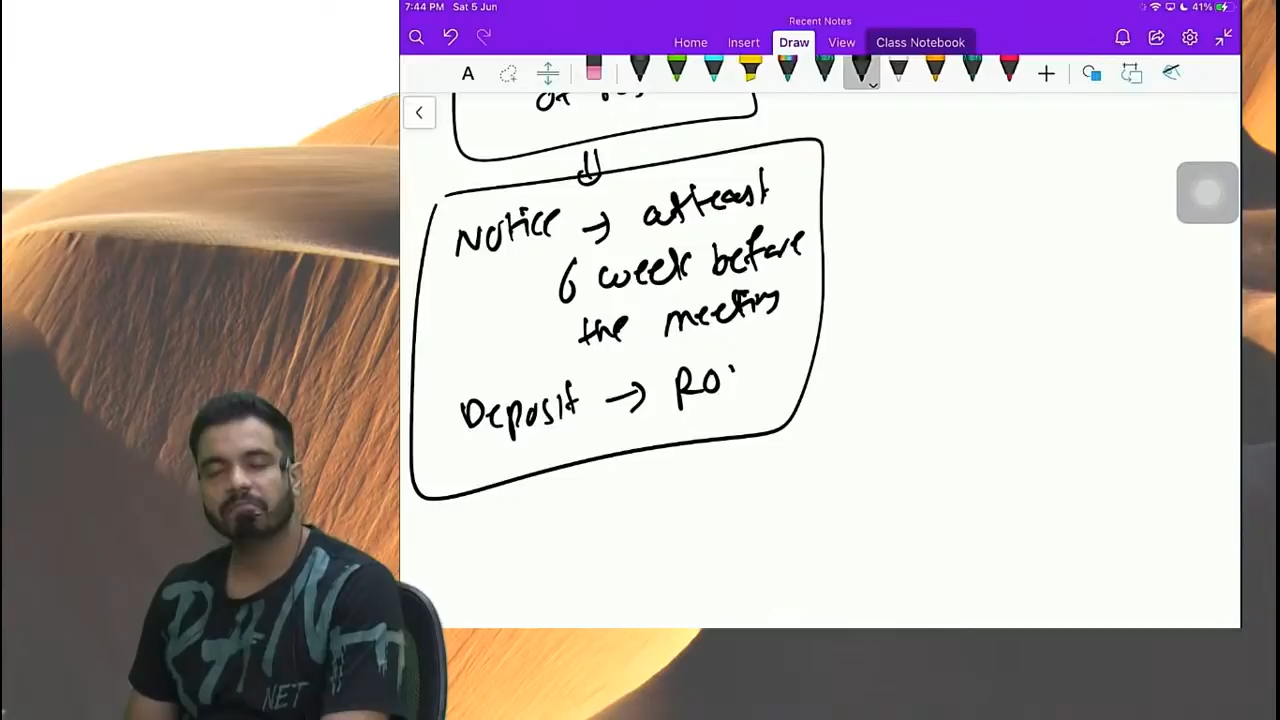 7:44 PM Sat 5 Jun
41%
Recent Notes
Home Insert Draw View Class Notebook
A
Notice → atleast
6 week before
the meeting
Deposit → RO
NET